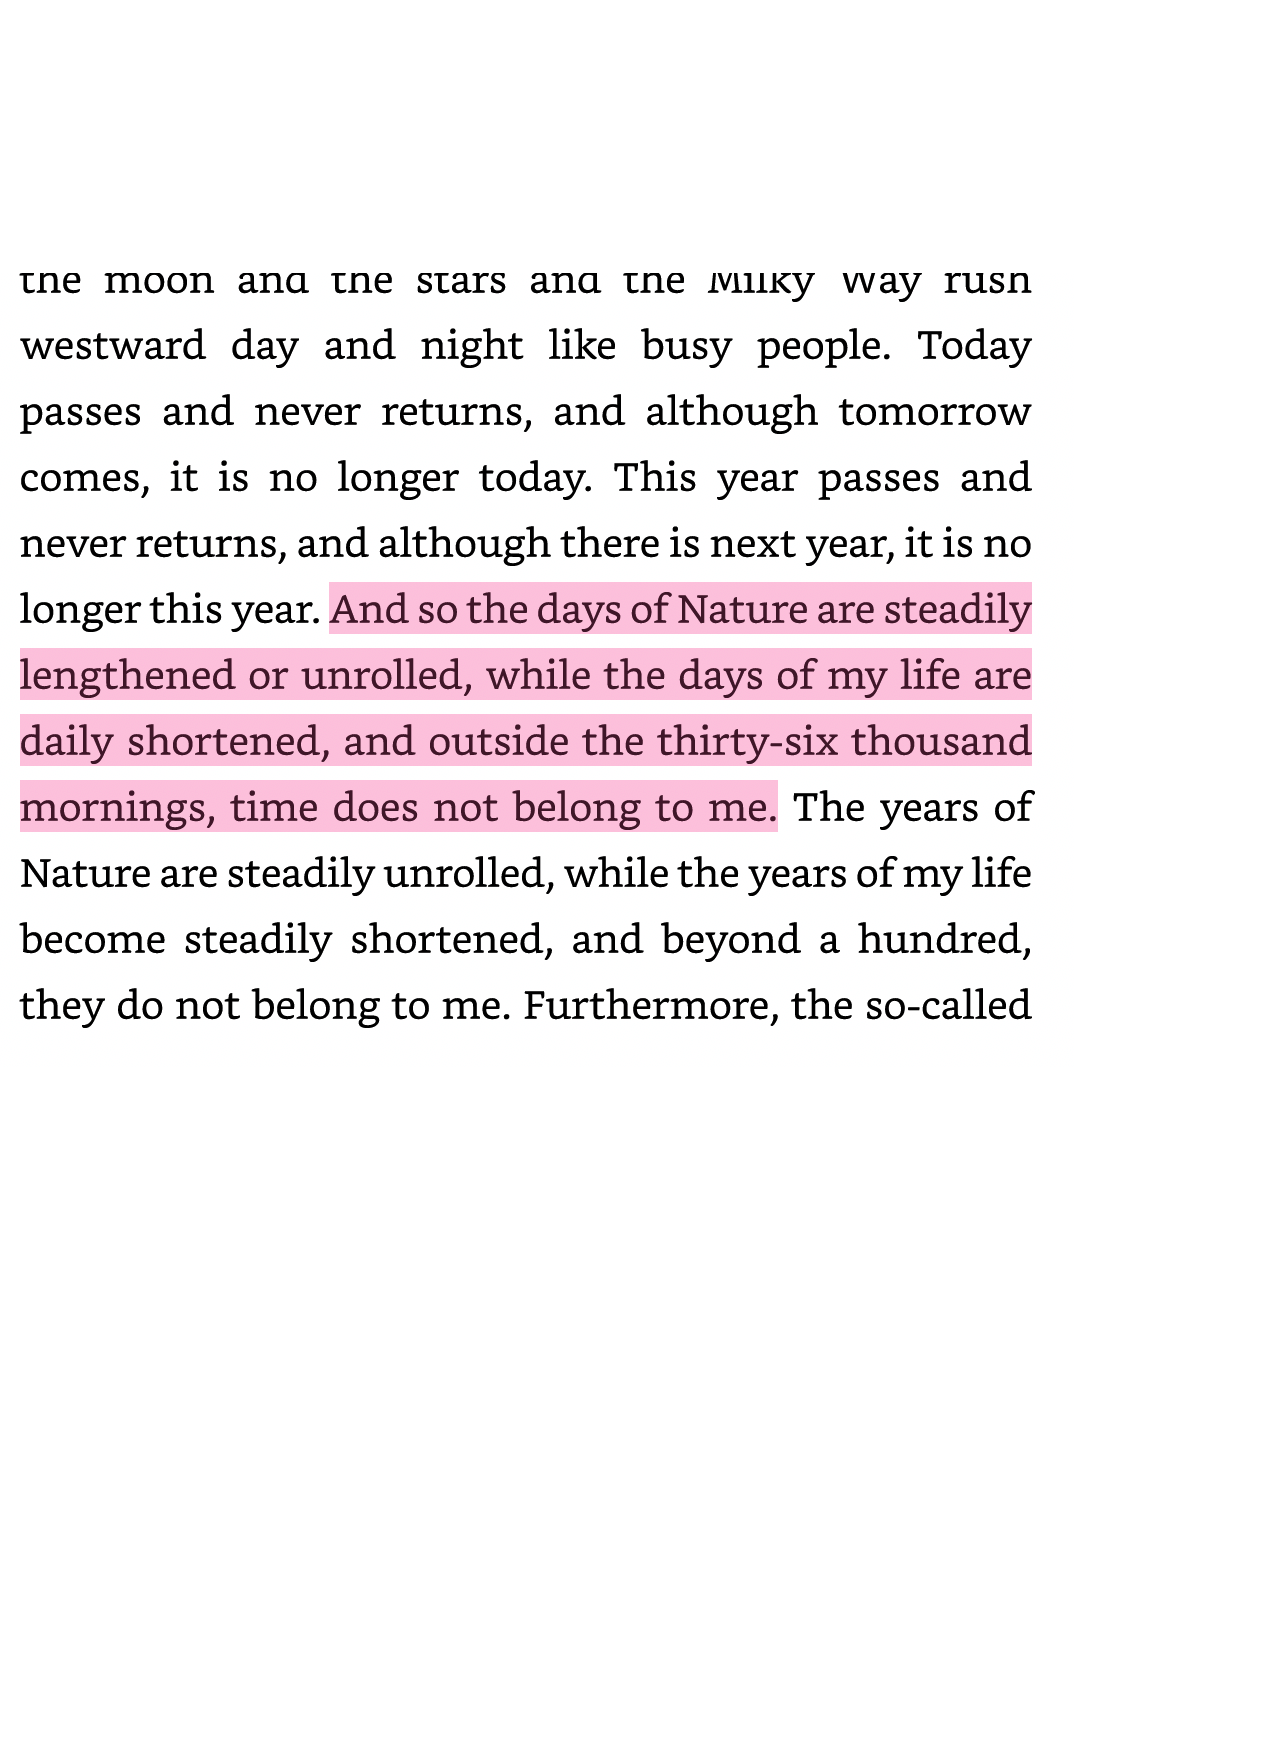 the moon and the stars and the Milky Way rush
westward day and night like busy people. Today
passes and never returns, and although tomorrow
comes, it is no longer today. This year passes and
never returns, and although there is next year, it is no
longer this year. And so the days of Nature are steadily
lengthened or unrolled, while the days of my life are
daily shortened, and outside the thirty-six thousand
mornings, time does not belong to me. The years of
Nature are steadily unrolled, while the years of my life
become steadily shortened, and beyond a hundred,
they do not belong to me. Furthermore, the so-called